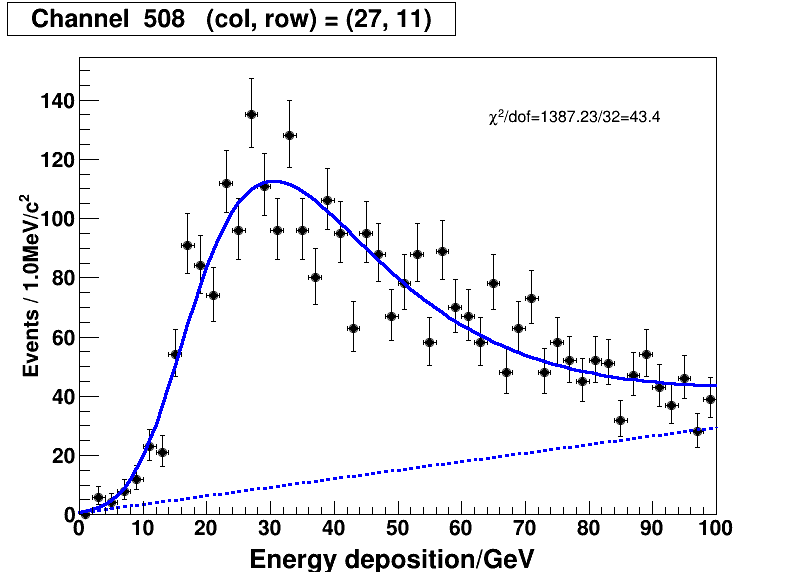 Channel 508 (col, row) = (27, 11)
χ²/dof=1387.23/32=43.4
Events / 1.0MeV/c²
140
120
100
80
60
40
20
0
0 10 20 30 40 50 60 70 80 90 100
Energy deposition/GeV